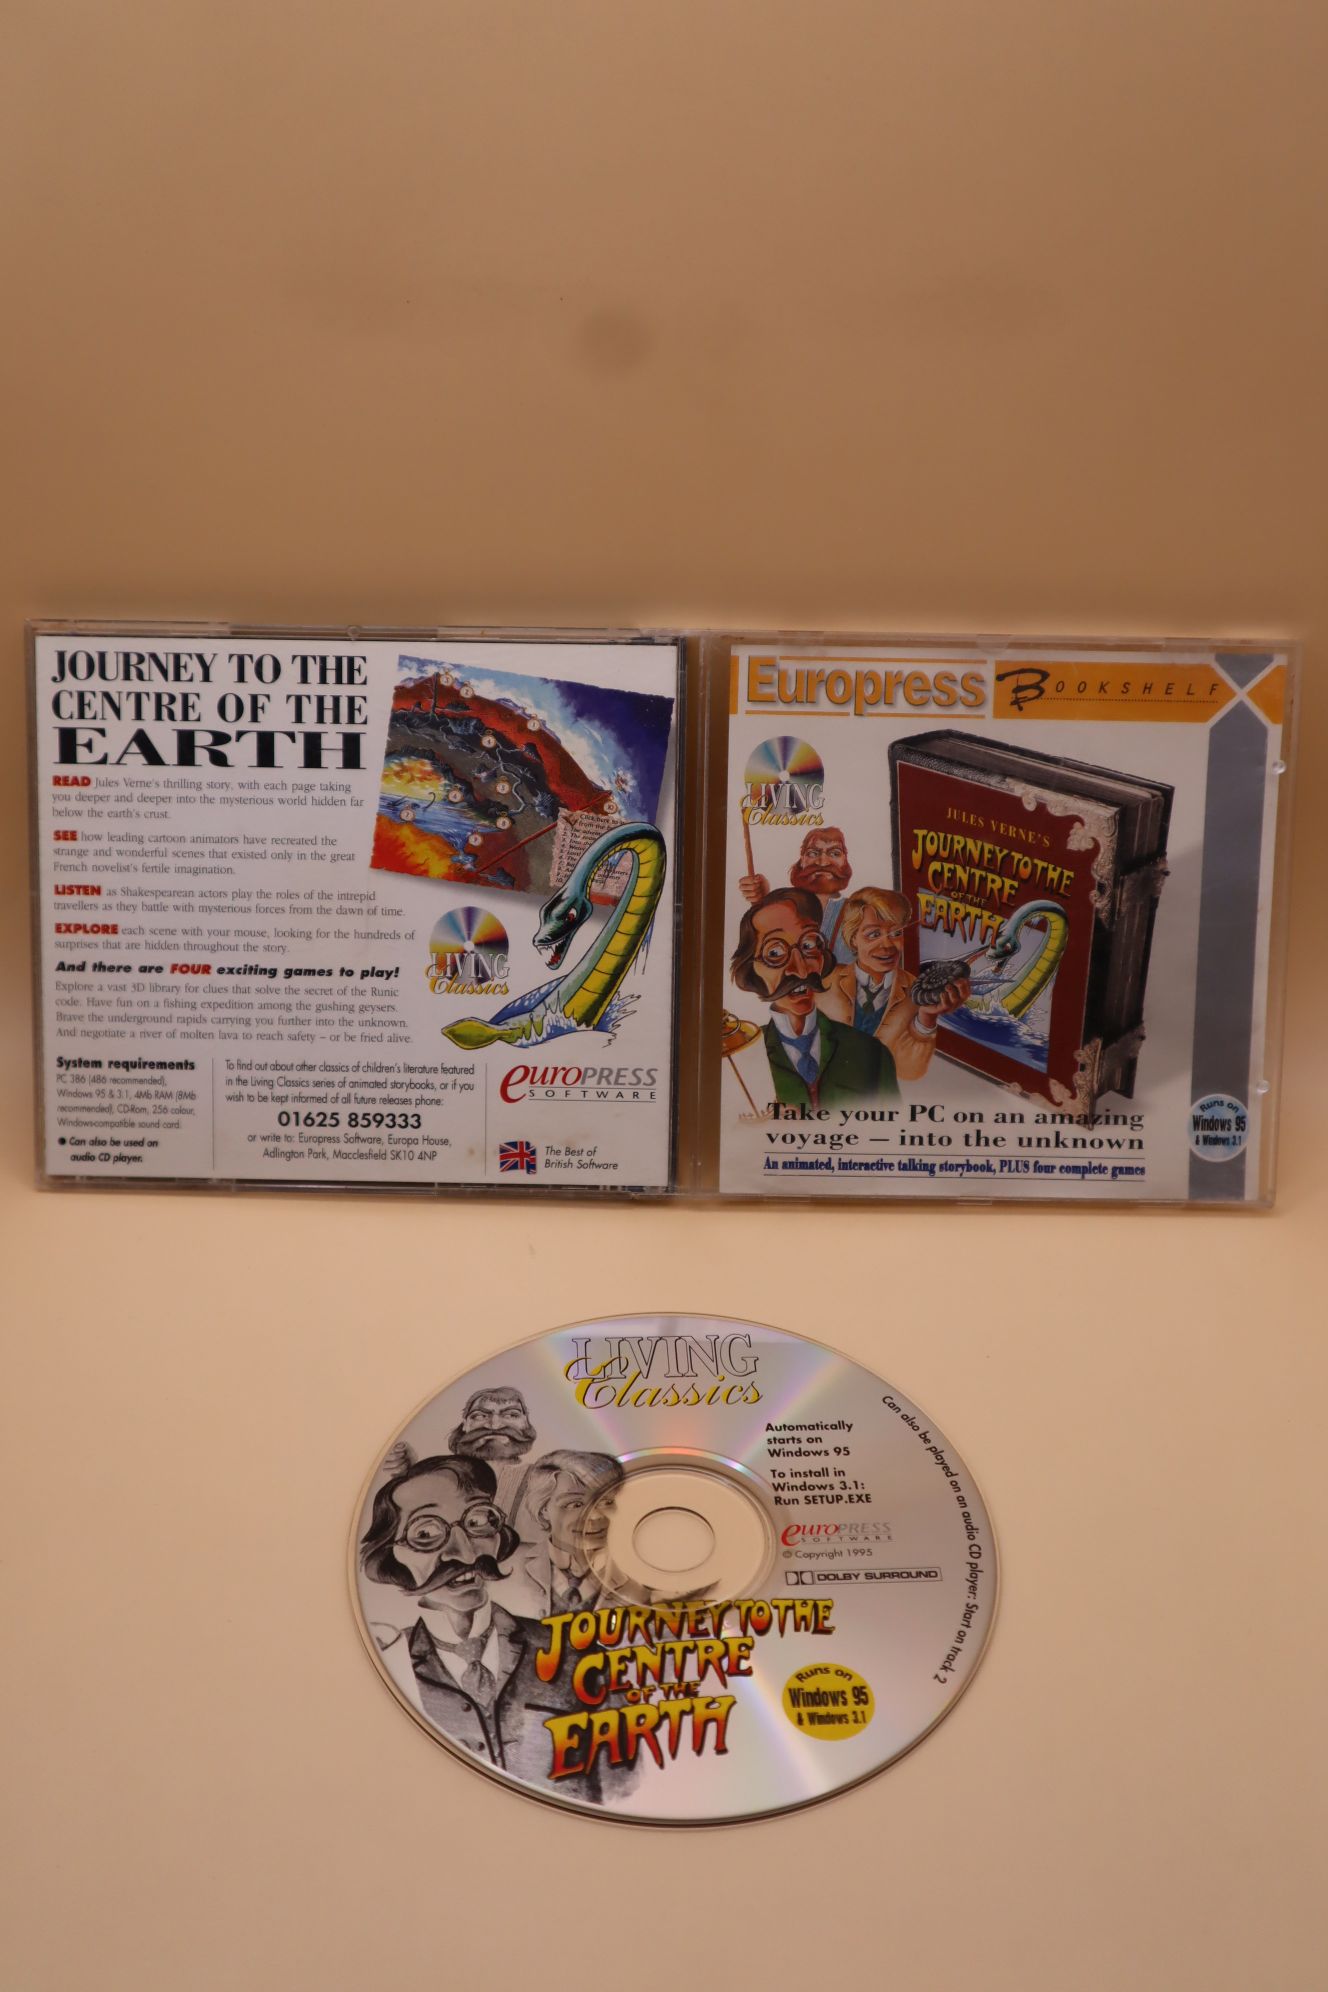 JOURNEY TO THE
CENTRE OF THE
EARTH
READ Jules Verne's thrilling story, with each page taking
you deeper and deeper into the mysterious world hidden far
below the earth's crust.
SEE how leading cartoon animators have recreated the
strange and wonderful scenes that existed only in the great
French novelist's fertile imagination.
LISTEN as Shakespearean actors play the roles of the intrepid
travellers as they battle with mysterious forces from the dawn of time.
EXPLORE each scene with your mouse, looking for the hundreds of
surprises that are hidden throughout the story.
And there are FOUR exciting games to play!
Explore a vast 3D library for clues that solve the secret of the Runic
code. Have fun on a fishing expedition among the gushing geysers.
Brave the underground rapids carrying you further into the unknown.
And negotiate a river of molten lava to reach safety – or be fried alive.
LIVING
Classics
System requirements
PC 386 (486 recommended),
Windows 95 & 3.1, 4Mb RAM (8Mb
recommended), CD-Rom, 256 colour,
Windows-compatible sound card.
● Can also be used on
audio CD player.
To find out about other classics of children's literature featured
in the Living Classics series of animated storybooks, or if you
wish to be kept informed of all future releases phone:
01625 859333
or write to: Europress Software, Europa House,
Adlington Park, Macclesfield SK10 4NP
europress
SOFTWARE
The Best of
British Software
Europress
BOOKSHELF
LIVING
Classics
JULES VERNE'S
JOURNEY TO THE
CENTRE
OF THE
EARTH
Take your PC on an amazing
voyage — into the unknown
An animated, interactive talking storybook, PLUS four complete games
Runs on
Windows 95
& Windows 3.1
LIVING
Classics
Automatically
starts on
Windows 95
To install in
Windows 3.1:
Run SETUP.EXE
europress
SOFTWARE
© Copyright 1995
DOLBY SURROUND
Can also be played on an audio CD player: Start on track 2
JOURNEY TO THE
CENTRE
OF THE
EARTH
Runs on
Windows 95
& Windows 3.1